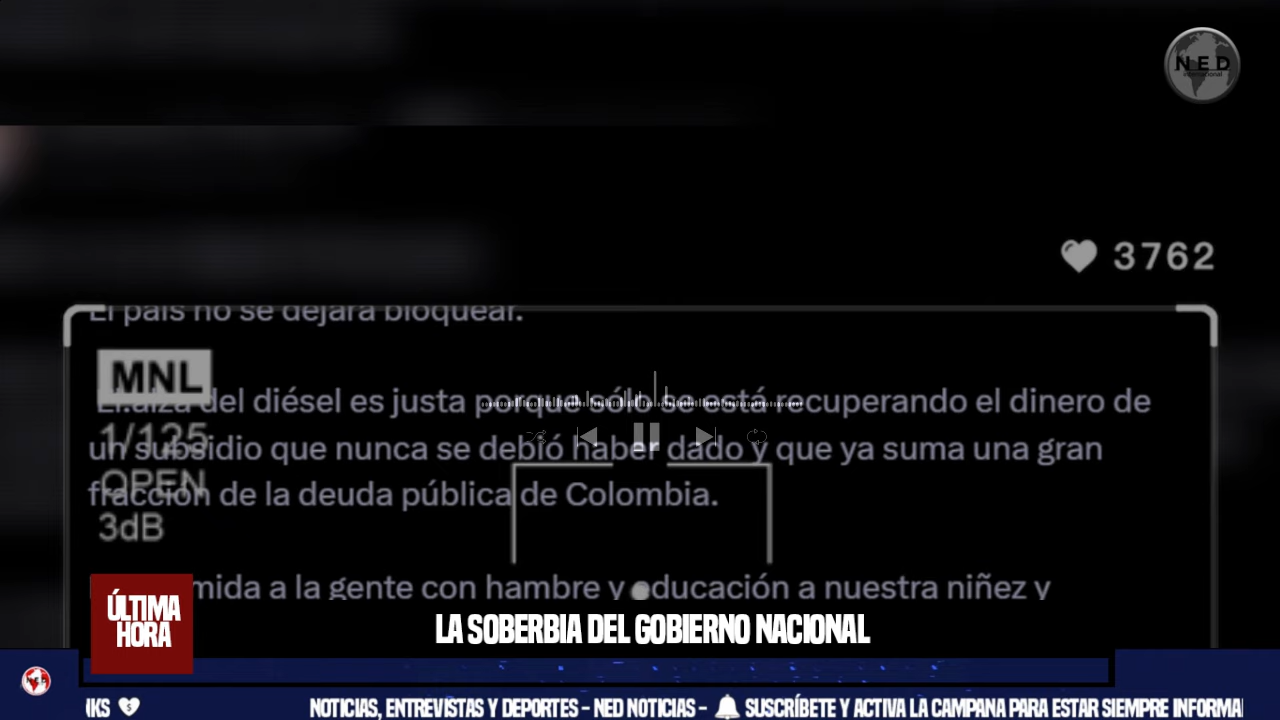 NED
international
3762
El país no se dejará bloquear.
MNL
El alza del diésel es justa porque sólo se está recuperando el dinero de
1/125
un subsidio que nunca se debió haber dado y que ya suma una gran
OPEN
fracción de la deuda pública de Colombia.
3dB
mida a la gente con hambre y educación a nuestra niñez y
ÚLTIMA
HORA
LA SOBERBIA DEL GOBIERNO NACIONAL
NOTICIAS, ENTREVISTAS Y DEPORTES - NED NOTICIAS - 🔔 SUSCRÍBETE Y ACTIVA LA CAMPANA PARA ESTAR SIEMPRE INFORMA